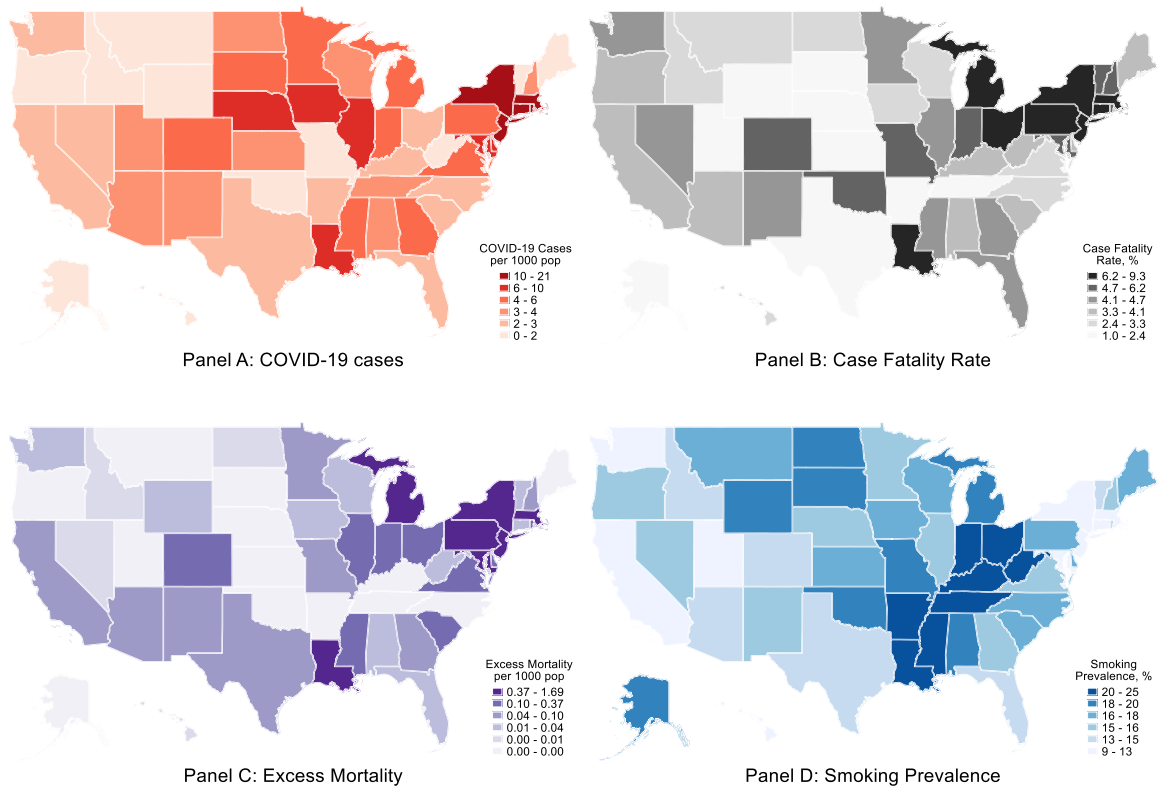 COVID-19 Cases
per 1000 pop
10 - 21
6 - 10
4 - 6
3 - 4
2 - 3
0 - 2
Panel A: COVID-19 cases
Case Fatality
Rate, %
6.2 - 9.3
4.7 - 6.2
4.1 - 4.7
3.3 - 4.1
2.4 - 3.3
1.0 - 2.4
Panel B: Case Fatality Rate
Excess Mortality
per 1000 pop
0.37 - 1.69
0.10 - 0.37
0.04 - 0.10
0.01 - 0.04
0.00 - 0.01
0.00 - 0.00
Panel C: Excess Mortality
Smoking
Prevalence, %
20 - 25
18 - 20
16 - 18
15 - 16
13 - 15
9 - 13
Panel D: Smoking Prevalence